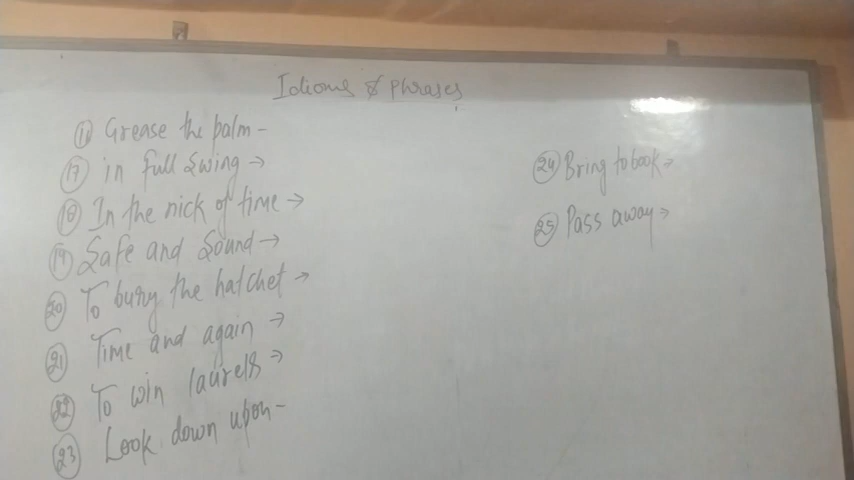 Idioms & Phrases
16 Grease the palm -
17 in full swing →
18 In the nick of time →
19 Safe and Sound →
20 To bury the hatchet →
21 Time and again →
22 To win laurels →
23 Look down upon -
24 Bring to book →
25 Pass away →